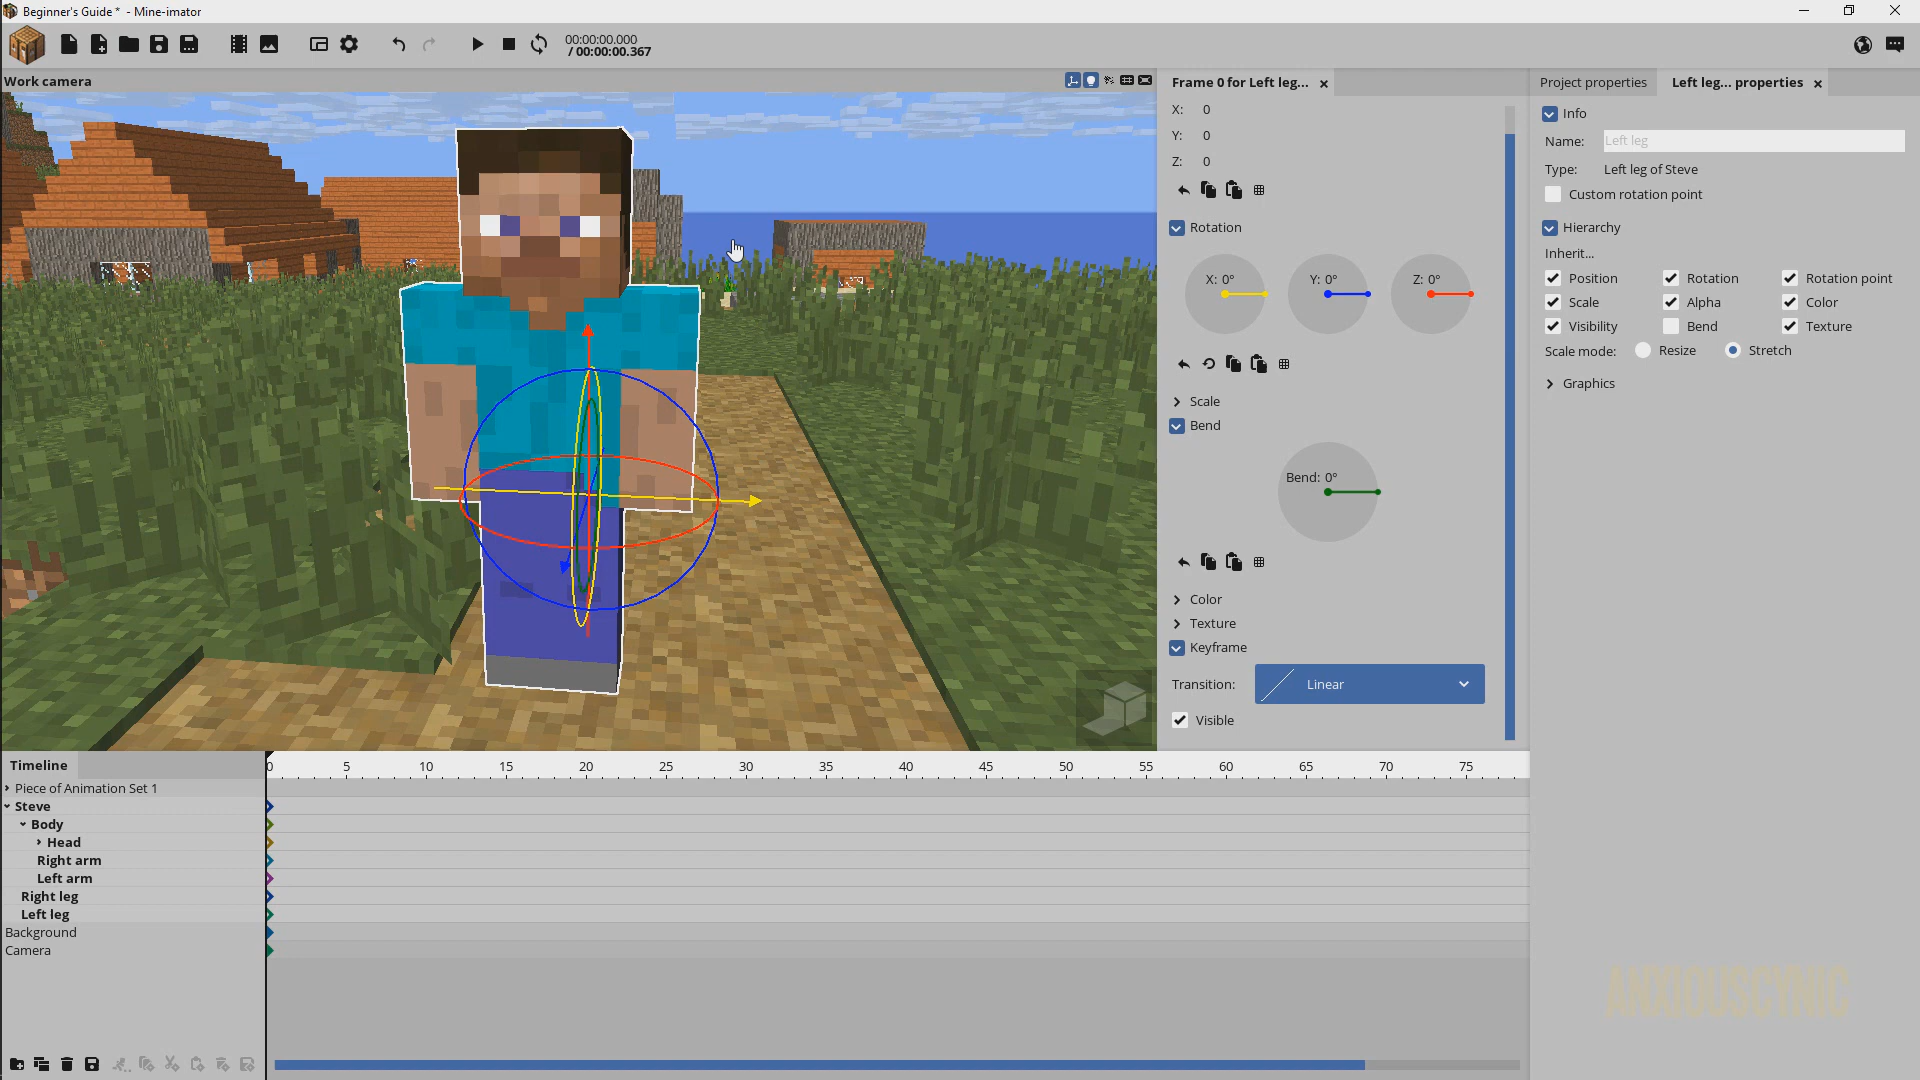 Beginner's Guide * - Mine-imator
00:00:00.000
/ 00:00:00.367
Work camera
Frame 0 for Left leg...
X: 0
Y: 0
Z: 0
Rotation
X: 0° Y: 0° Z: 0°
Scale
Bend
Bend: 0°
Color
Texture
Keyframe
Transition: Linear
Visible
Project properties Left leg... properties
Info
Name: Left leg
Type: Left leg of Steve
Custom rotation point
Hierarchy
Inherit...
Position Rotation Rotation point
Scale Alpha Color
Visibility Bend Texture
Scale mode: Resize Stretch
Graphics
Timeline
0 5 10 15 20 25 30 35 40 45 50 55 60 65 70 75
Piece of Animation Set 1
Steve
Body
Head
Right arm
Left arm
Right leg
Left leg
Background
Camera
ANXIOUSCYNIC